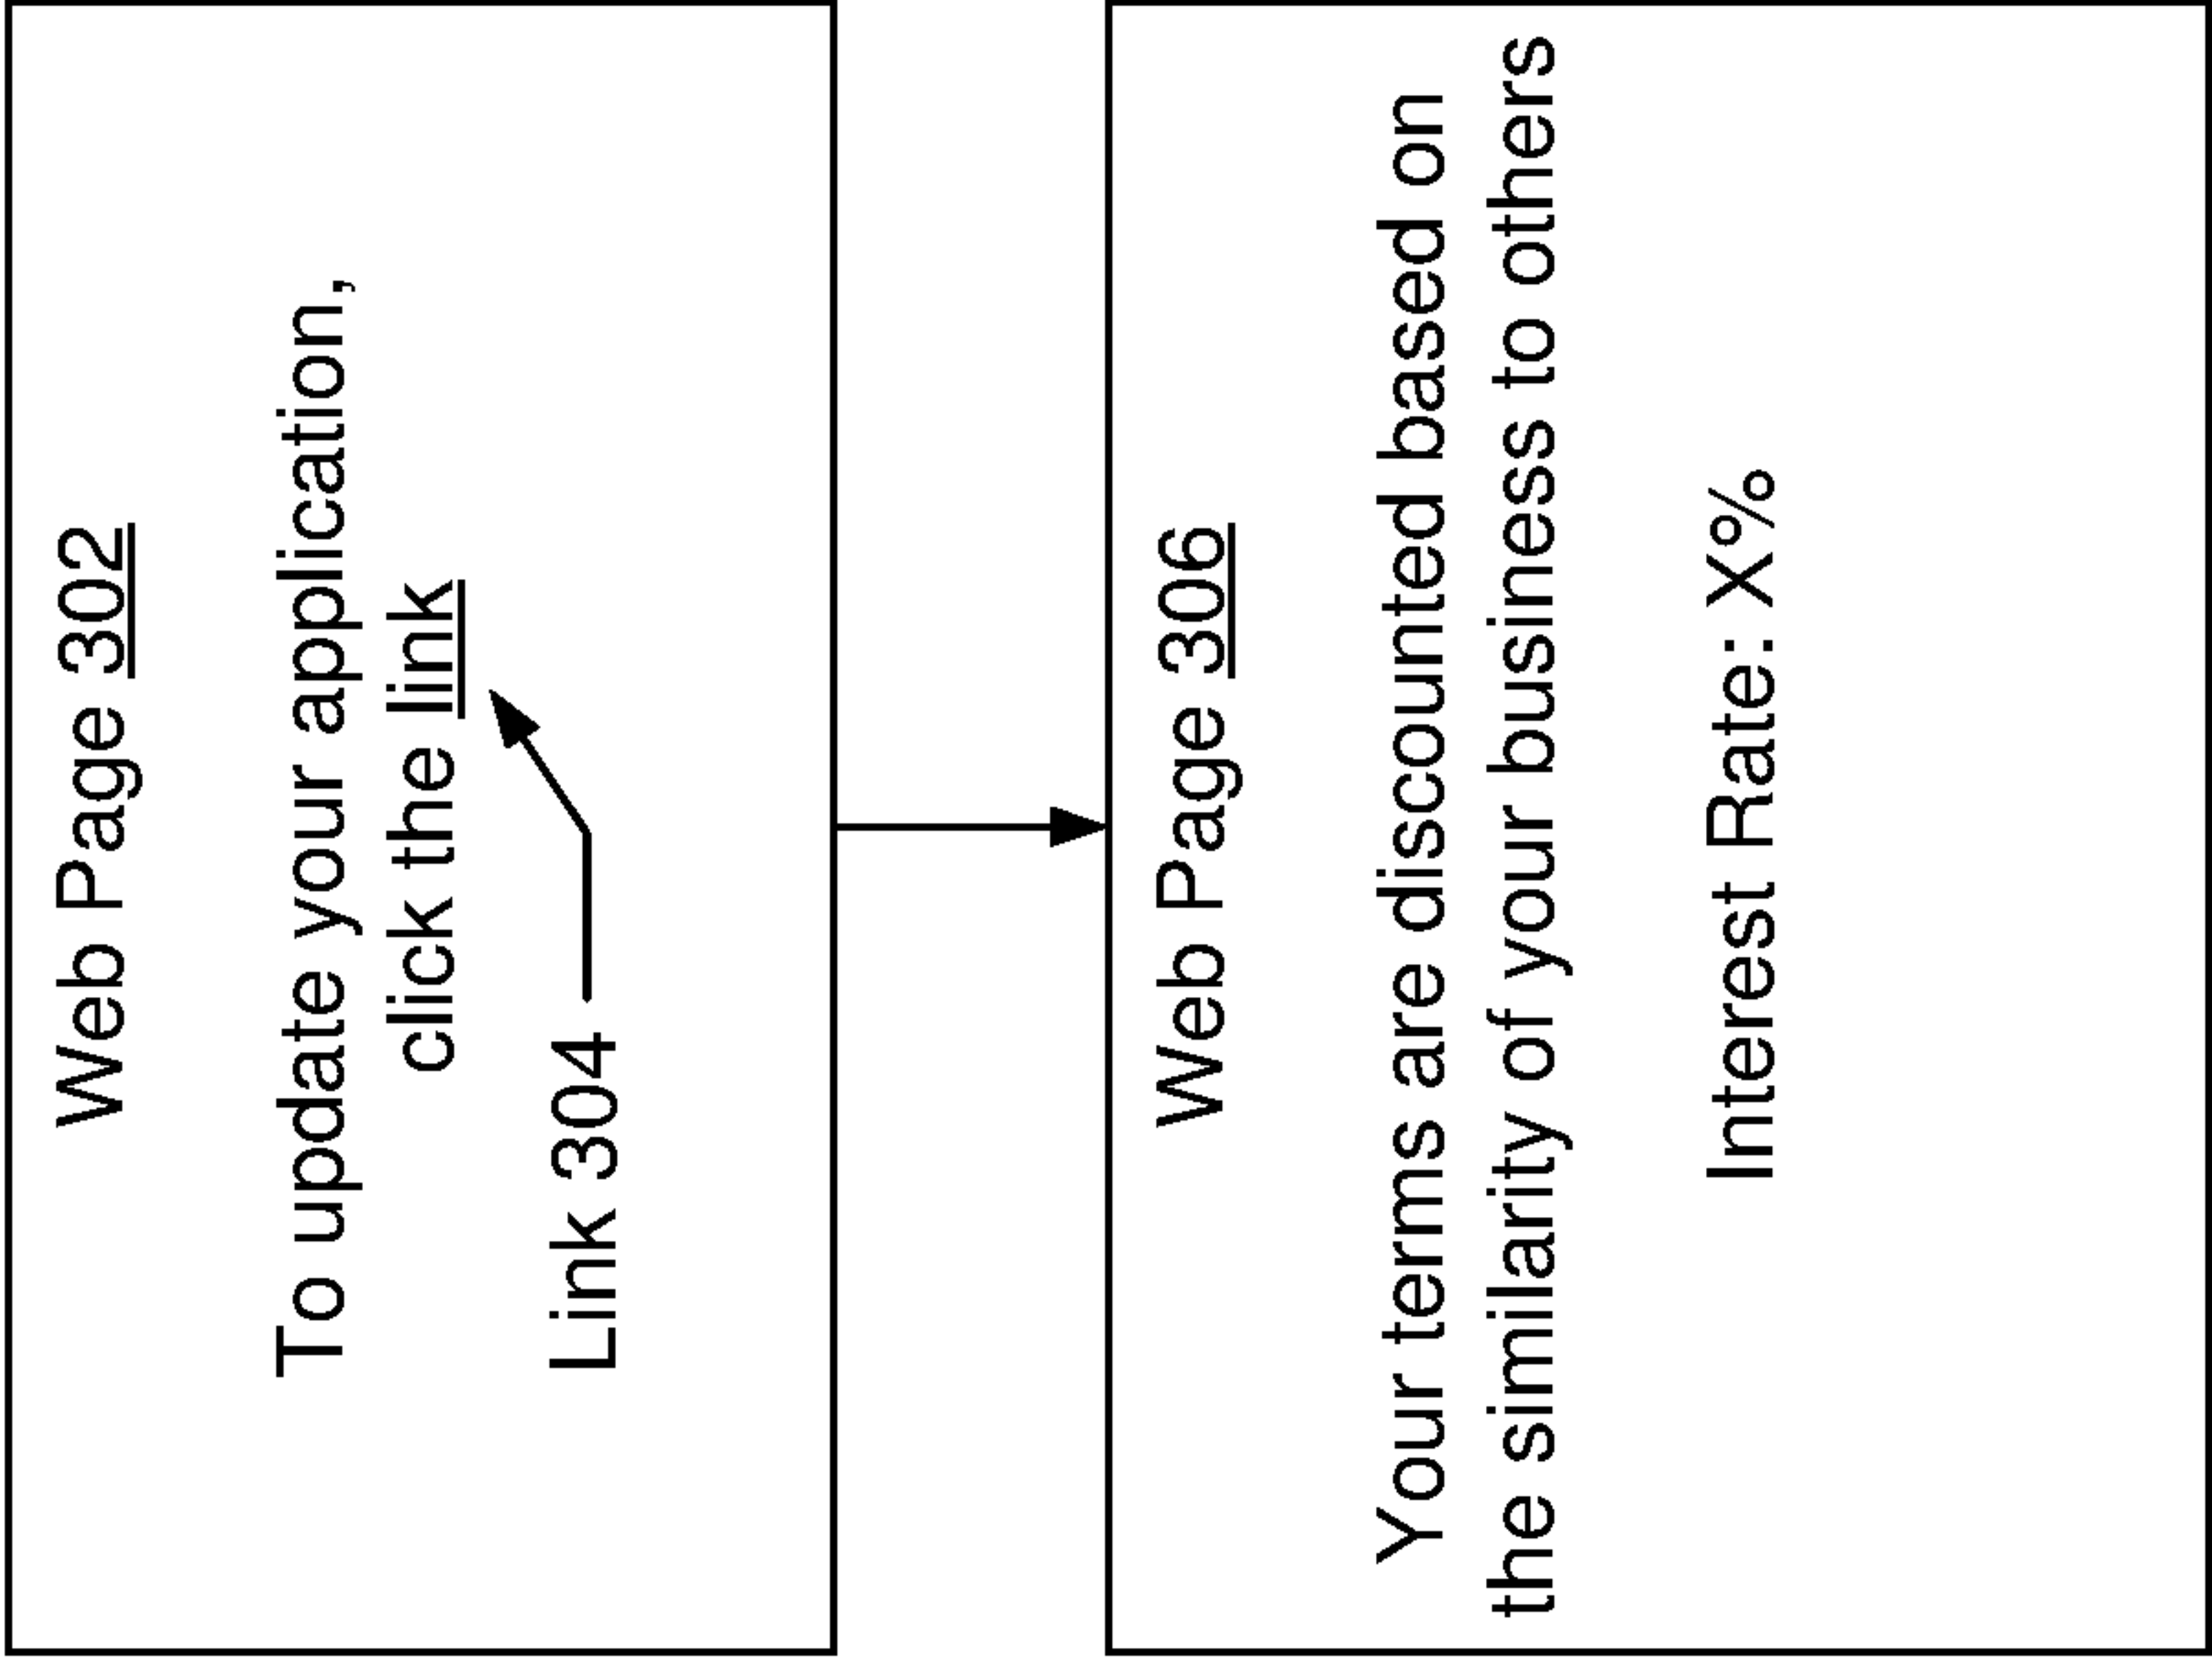 Web Page 302
To update your application,
click the link
Link 304
Web Page 306
Your terms are discounted based on
the similarity of your business to others
Interest Rate: X%